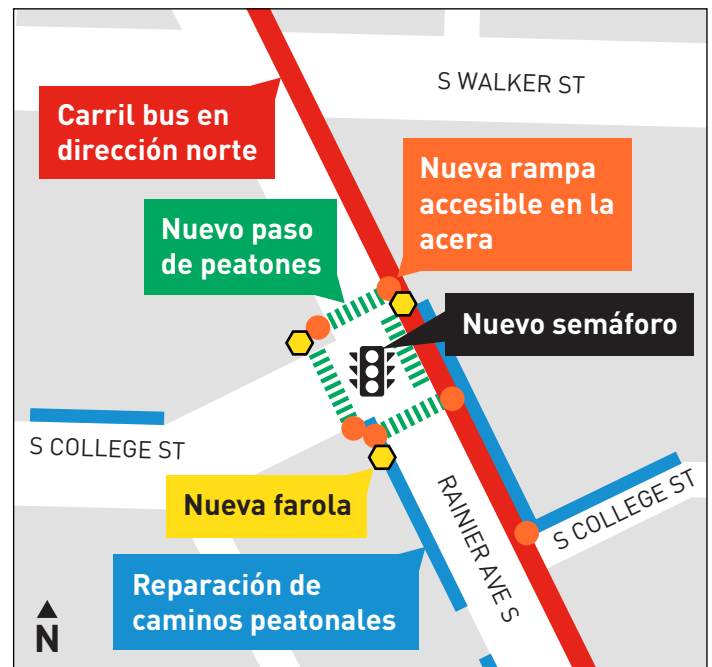 S WALKER ST
Carril bus en
dirección norte
Nueva rampa
accesible en la
acera
Nuevo paso
de peatones
Nuevo semáforo
S COLLEGE ST
Nueva farola
RAINIER AVE S
S COLLEGE ST
Reparación de
caminos peatonales
N